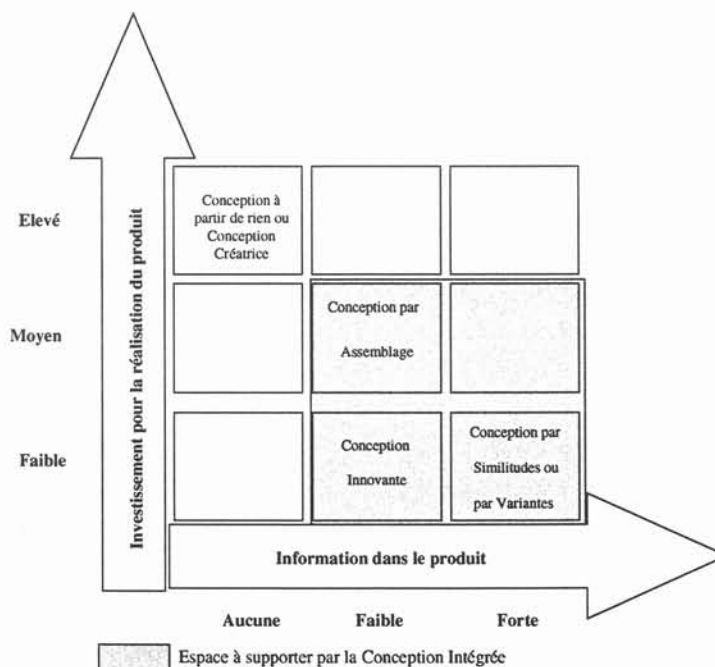 Investissement pour la réalisation du produit
Elevé
Moyen
Faible
Conception à
partir de rien ou
Conception
Créatrice
Conception par
Assemblage
Conception
Innovante
Conception par
Similitudes ou
par Variantes
Information dans le produit
Aucune
Faible
Forte
Espace à supporter par la Conception Intégrée